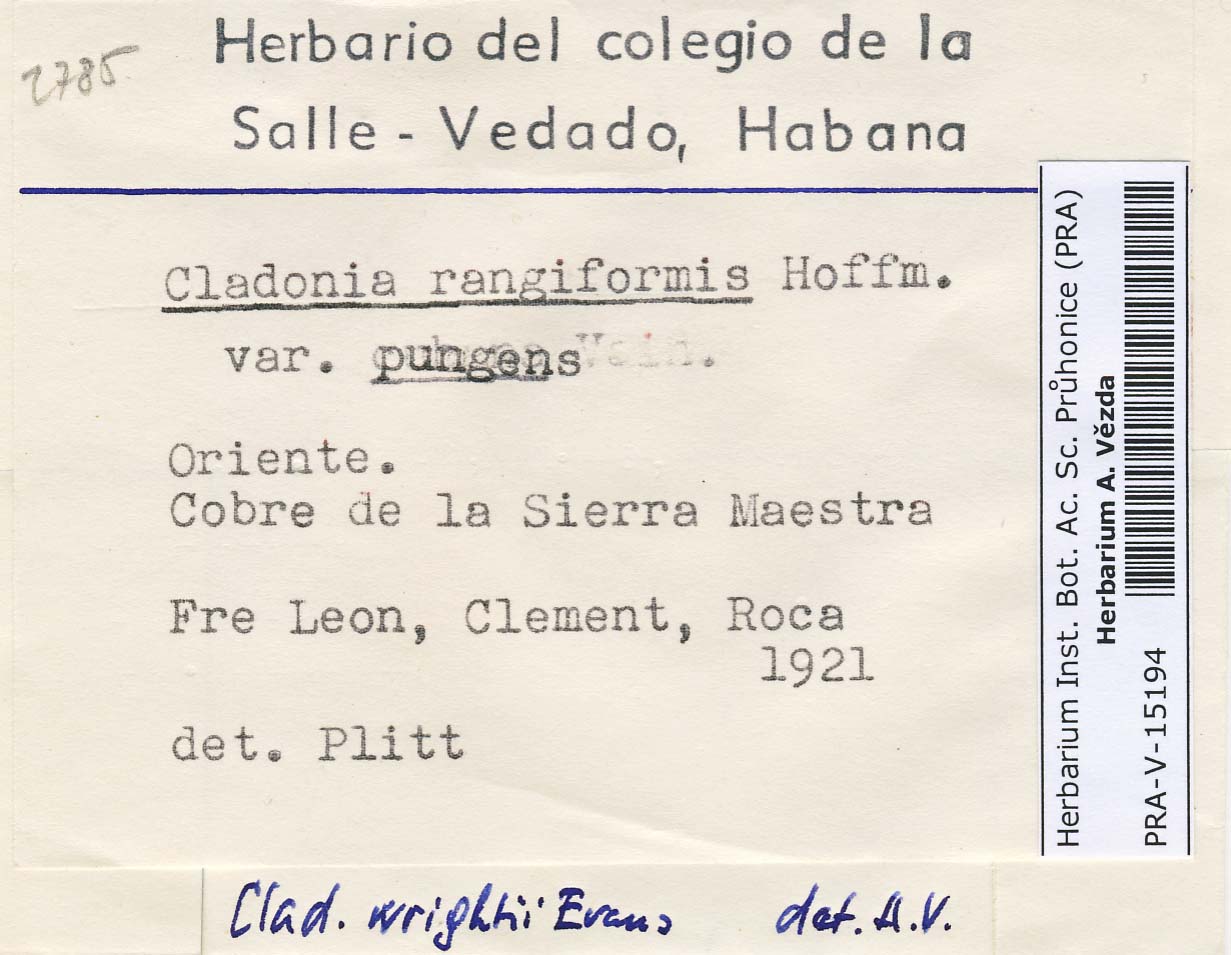 2785
Herbario del colegio de la
Salle - Vedado, Habana
Cladonia rangiformis Hoffm.
var. pungens Vain.
Oriente.
Cobre de la Sierra Maestra
Fre Leon, Clement, Roca
1921
det. Plitt
Herbarium Inst. Bot. Ac. Sc. Průhonice (PRA)
Herbarium A. Vězda
PRA-V-15194
Clad. wrightii Evans det. A.V.